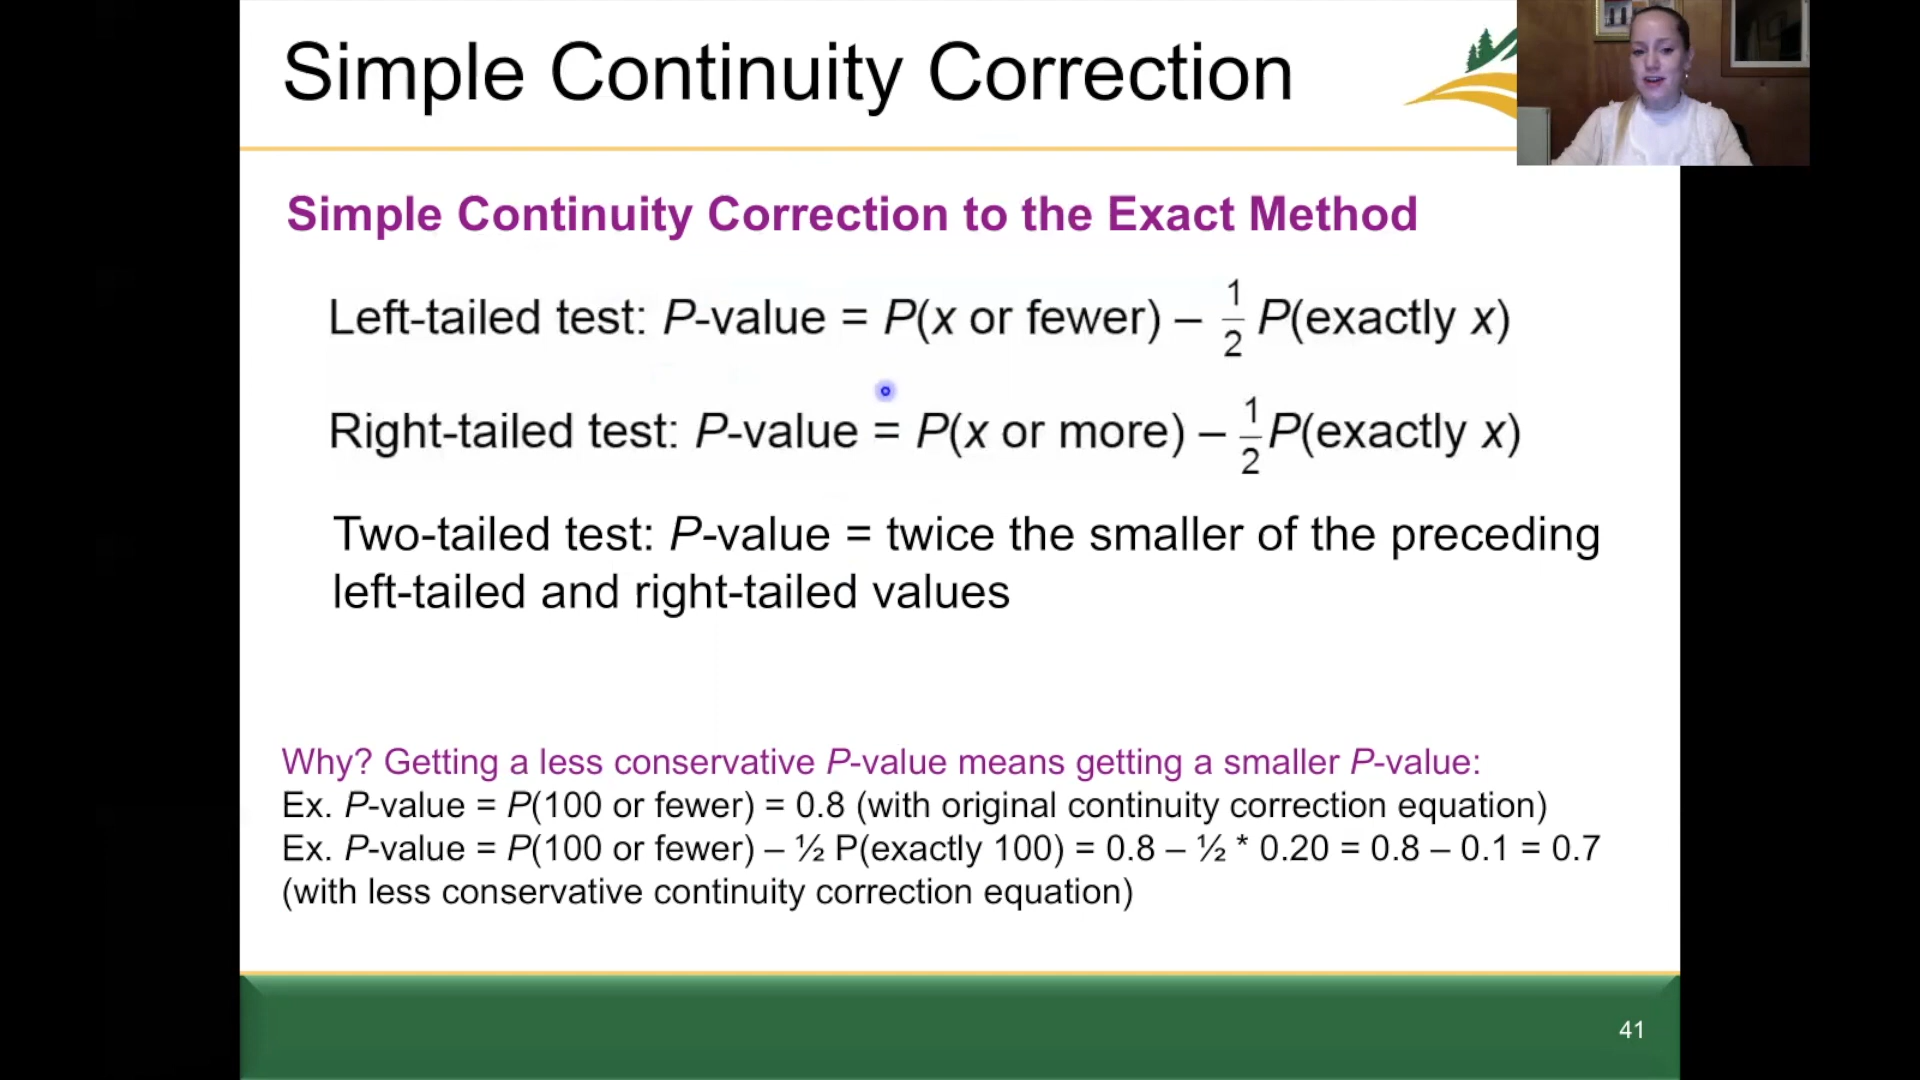 Simple Continuity Correction
Simple Continuity Correction to the Exact Method
Left-tailed test: P-value = P(x or fewer) – 1/2 P(exactly x)
Right-tailed test: P-value = P(x or more) – 1/2 P(exactly x)
Two-tailed test: P-value = twice the smaller of the preceding
left-tailed and right-tailed values
Why? Getting a less conservative P-value means getting a smaller P-value:
Ex. P-value = P(100 or fewer) = 0.8 (with original continuity correction equation)
Ex. P-value = P(100 or fewer) – ½ P(exactly 100) = 0.8 – ½ * 0.20 = 0.8 – 0.1 = 0.7
(with less conservative continuity correction equation)
41